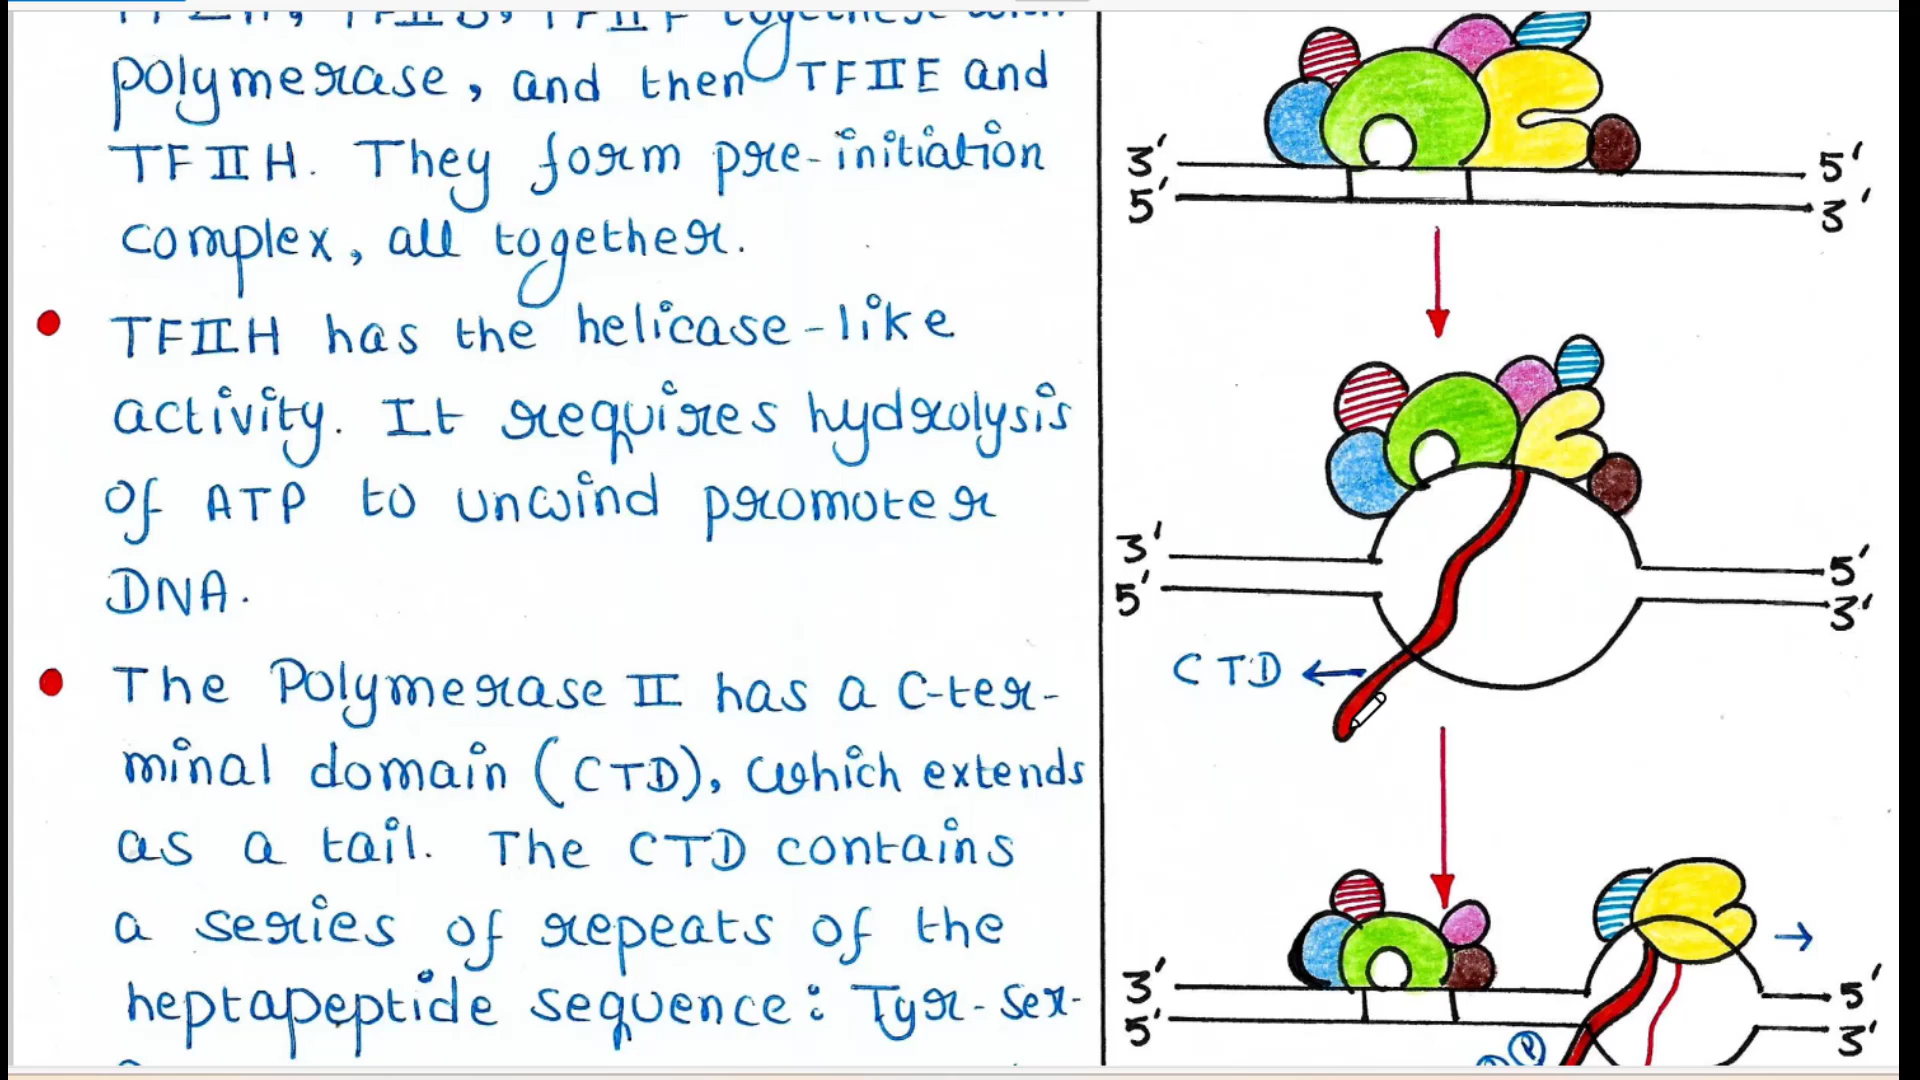 polymerase, and then TFIIE and
TFIIH. They form pre-initiation
complex, all together.
• TFIIH has the helicase-like
activity. It requires hydrolysis
of ATP to unwind promoter
DNA.
• The Polymerase II has a C-ter-
minal domain (CTD), which extends
as a tail. The CTD contains
a series of repeats of the
heptapeptide sequence: Tyr-Ser-
3' 5'
5' 3'
3' 5'
5' 3'
CTD ←
→
3' 5'
5' 3'
P